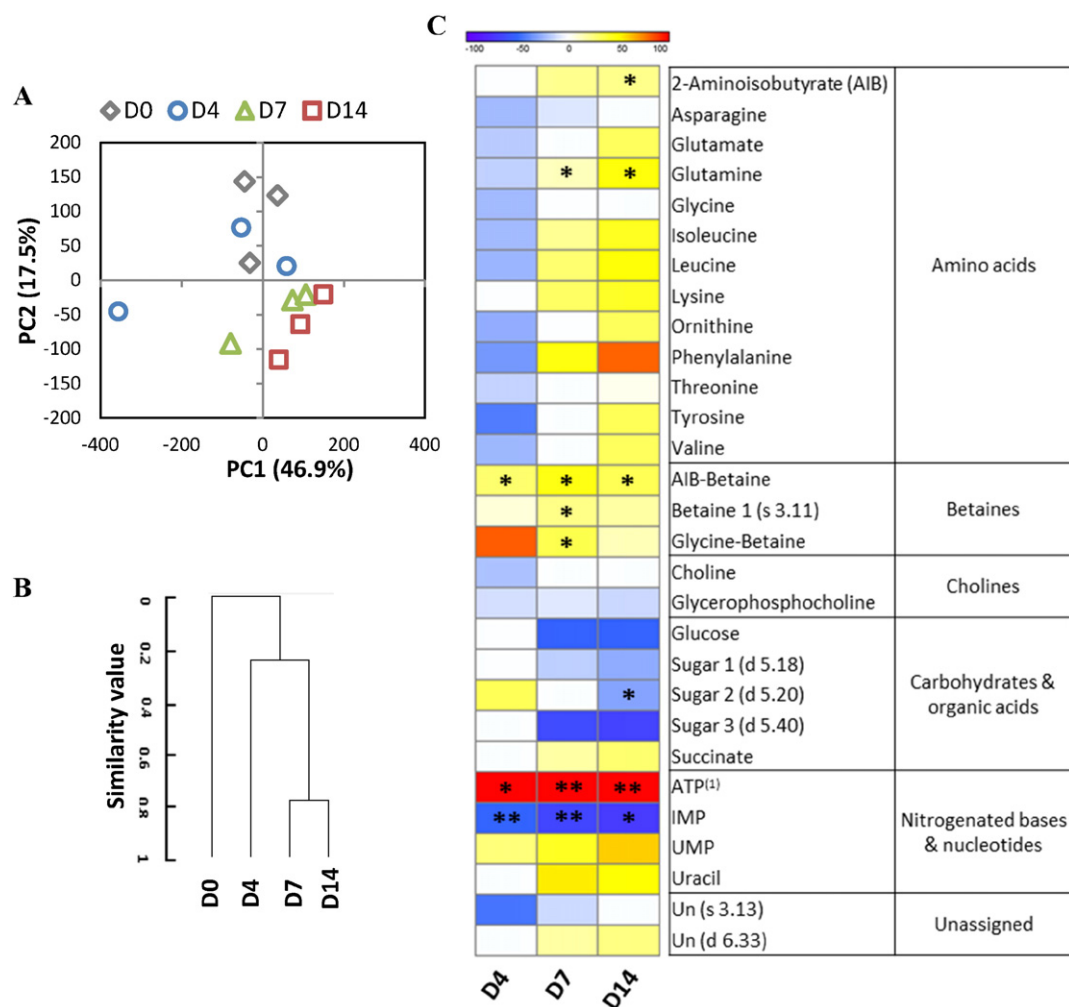 A
D0 D4 D7 D14
200
150
100
50
0
-50
-100
-150
-200
-400 -200 0 200 400
PC2 (17.5%)
PC1 (46.9%)
B
Similarity value
0
0.2
0.4
0.6
0.8
1
D0 D4 D7 D14
C
-100 -50 0 50 100
2-Aminoisobutyrate (AIB) *
Asparagine
Glutamate
Glutamine * *
Glycine
Isoleucine
Leucine
Lysine
Ornithine
Phenylalanine
Threonine
Tyrosine
Valine
Amino acids
AIB-Betaine * * *
Betaine 1 (s 3.11) *
Glycine-Betaine *
Betaines
Choline
Glycerophosphocholine
Cholines
Glucose
Sugar 1 (d 5.18)
Sugar 2 (d 5.20) *
Sugar 3 (d 5.40)
Succinate
Carbohydrates &
organic acids
ATP(1) * ** **
IMP ** ** *
UMP
Uracil
Nitrogenated bases
& nucleotides
Un (s 3.13)
Un (d 6.33)
Unassigned
D4 D7 D14